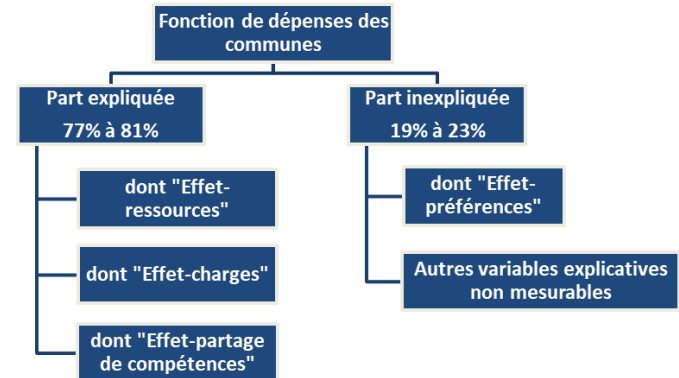 Fonction de dépenses des
communes
Part expliquée
77% à 81%
dont "Effet-
ressources"
dont "Effet-charges"
dont "Effet-partage
de compétences"
Part inexpliquée
19% à 23%
dont "Effet-
préférences"
Autres variables explicatives
non mesurables